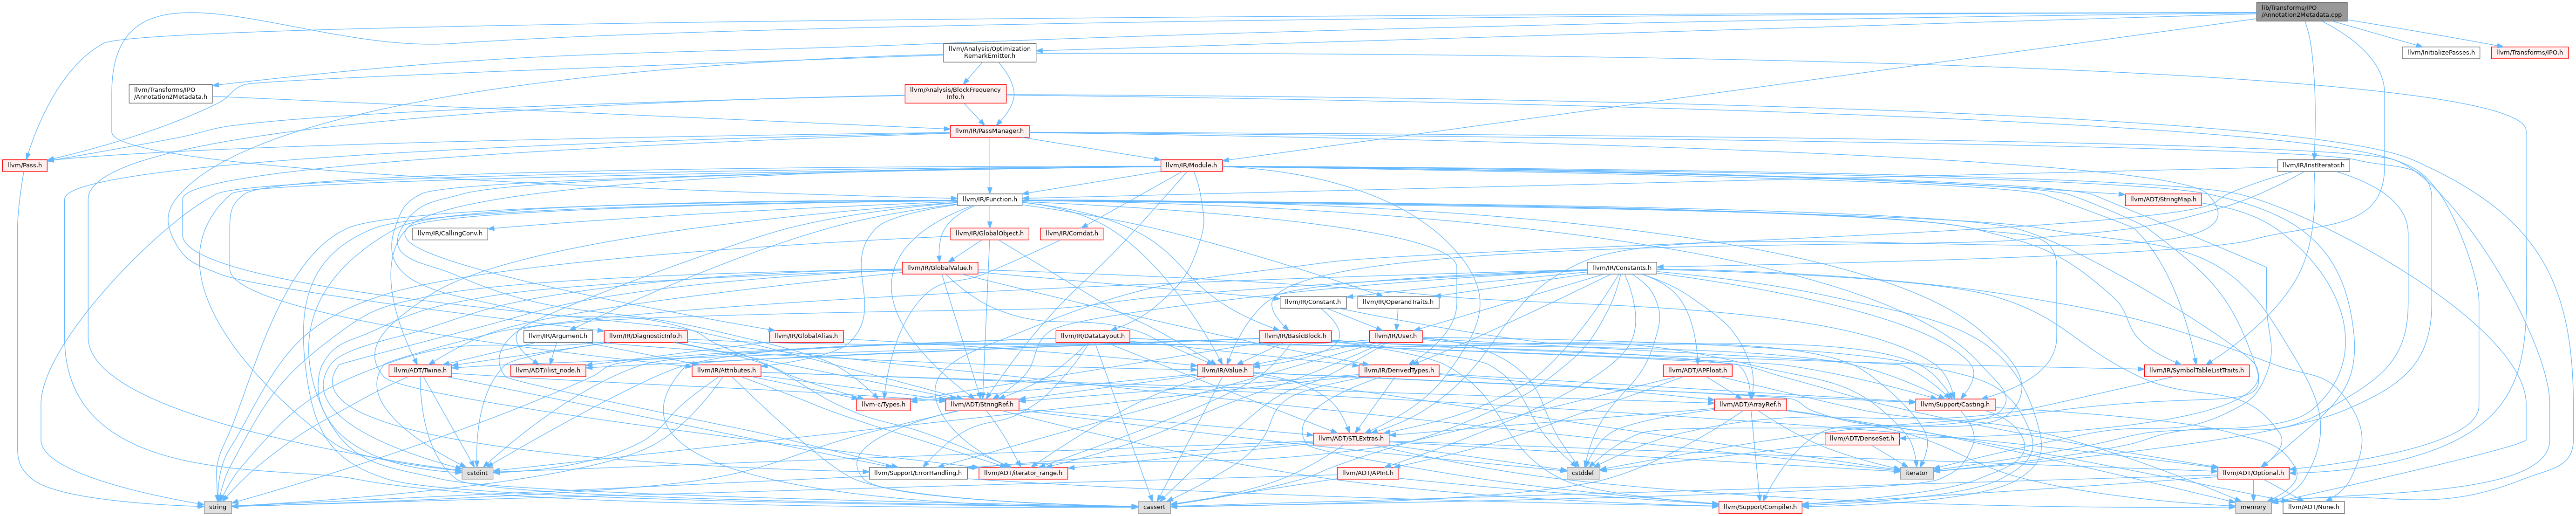 lib/Transforms/IPO
/Annotation2Metadata.cpp
llvm/Analysis/Optimization
RemarkEmitter.h
llvm/InitializePasses.h
llvm/Transforms/IPO.h
llvm/Transforms/IPO
/Annotation2Metadata.h
llvm/Analysis/BlockFrequency
Info.h
llvm/IR/PassManager.h
llvm/Pass.h
llvm/IR/Module.h
llvm/IR/InstIterator.h
llvm/IR/Function.h
llvm/ADT/StringMap.h
llvm/IR/CallingConv.h
llvm/IR/GlobalObject.h
llvm/IR/Comdat.h
llvm/IR/GlobalValue.h
llvm/IR/Constants.h
llvm/IR/Constant.h
llvm/IR/OperandTraits.h
llvm/IR/DiagnosticInfo.h
llvm/IR/GlobalAlias.h
llvm/IR/Argument.h
llvm/IR/DataLayout.h
llvm/IR/BasicBlock.h
llvm/IR/User.h
llvm/ADT/Twine.h
llvm/ADT/ilist_node.h
llvm/IR/Attributes.h
llvm/IR/Value.h
llvm/IR/DerivedTypes.h
llvm/ADT/APFloat.h
llvm/IR/SymbolTableListTraits.h
llvm-c/Types.h
llvm/ADT/StringRef.h
llvm/ADT/ArrayRef.h
llvm/Support/Casting.h
llvm/ADT/STLExtras.h
llvm/ADT/DenseSet.h
cstdint
llvm/Support/ErrorHandling.h
llvm/ADT/iterator_range.h
llvm/ADT/APInt.h
cstddef
iterator
llvm/ADT/Optional.h
string
cassert
llvm/Support/Compiler.h
memory
llvm/ADT/None.h